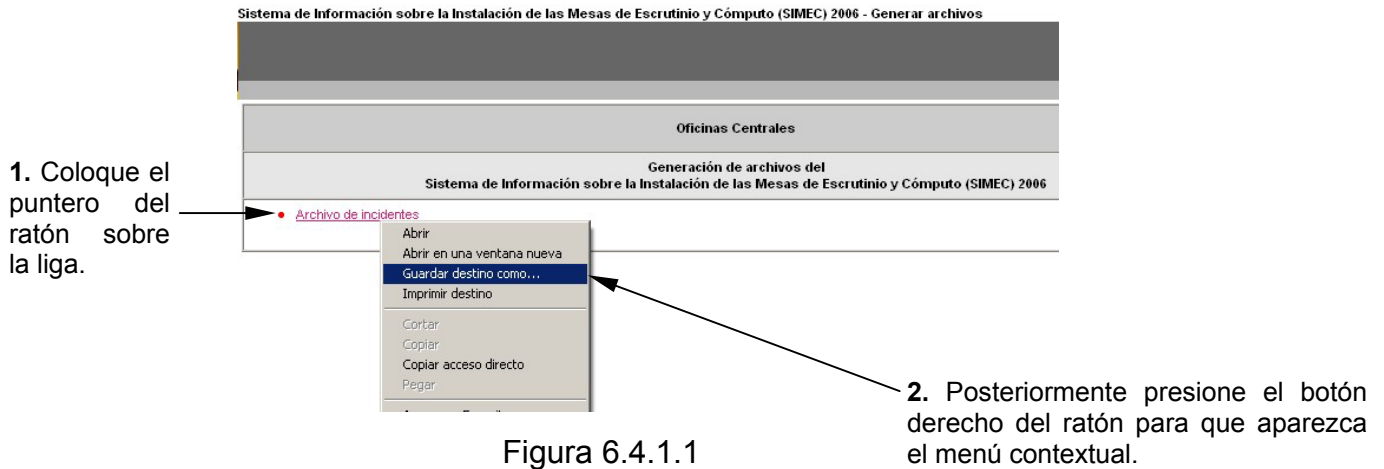 Sistema de Información sobre la Instalación de las Mesas de Escrutinio y Cómputo (SIMEC) 2006 - Generar archivos
Oficinas Centrales
Generación de archivos del
Sistema de Información sobre la Instalación de las Mesas de Escrutinio y Cómputo (SIMEC) 2006
1. Coloque el
puntero del
ratón sobre
la liga.
Archivo de incidentes
Abrir
Abrir en una ventana nueva
Guardar destino como...
Imprimir destino
Cortar
Copiar
Copiar acceso directo
Pegar
2. Posteriormente presione el botón
derecho del ratón para que aparezca
el menú contextual.
Figura 6.4.1.1